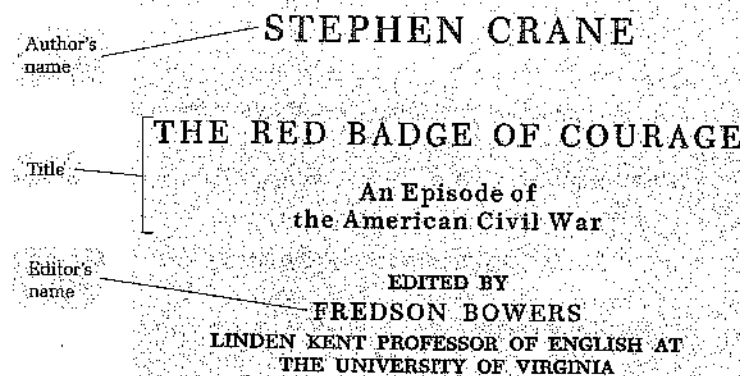 Author's
name
STEPHEN CRANE
Title
THE RED BADGE OF COURAGE
An Episode of
the American Civil War
Editor's
name
EDITED BY
FREDSON BOWERS
LINDEN KENT PROFESSOR OF ENGLISH AT
THE UNIVERSITY OF VIRGINIA